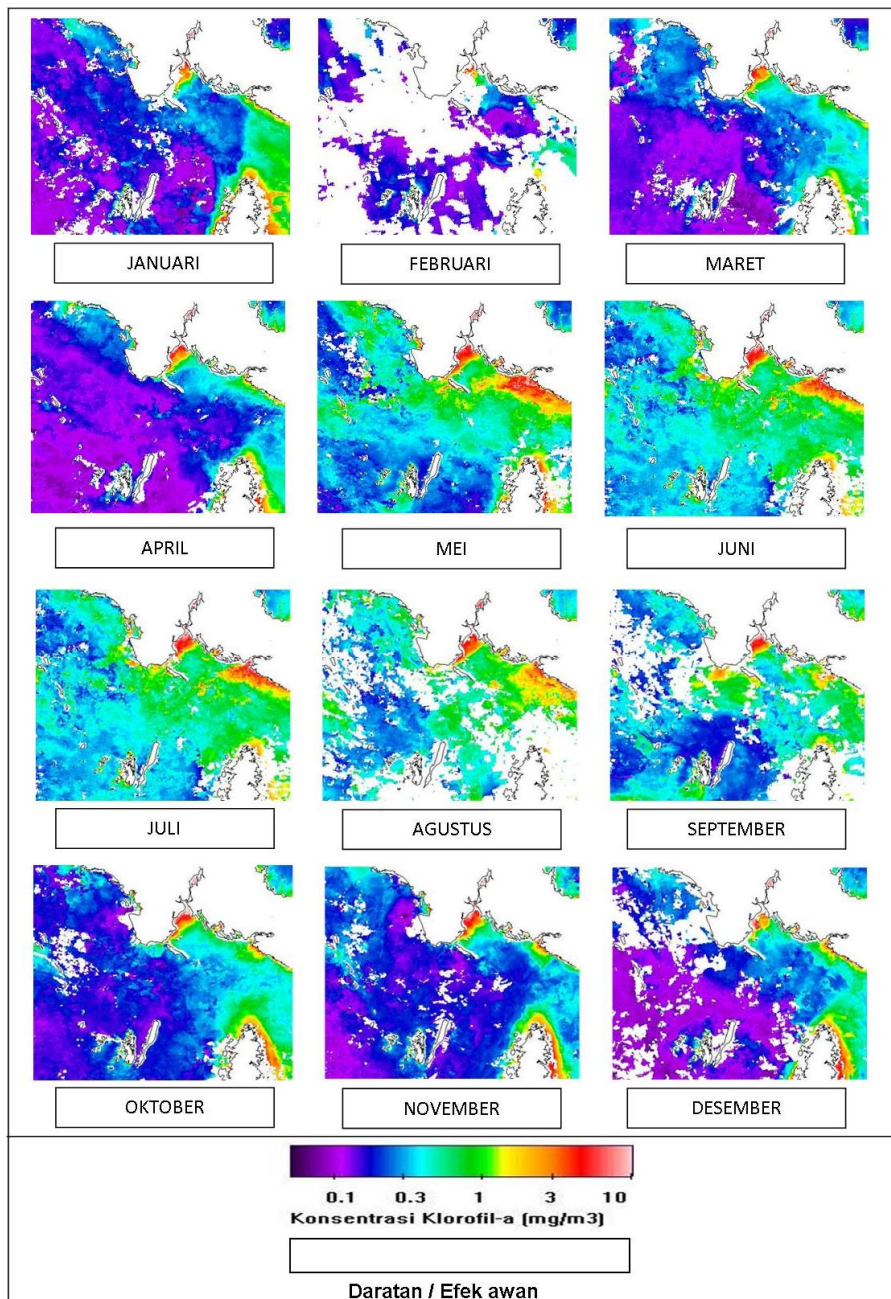 JANUARI
FEBRUARI
MARET
APRIL
MEI
JUNI
JULI
AGUSTUS
SEPTEMBER
OKTOBER
NOVEMBER
DESEMBER
0.1 0.3 1 3 10
Konsentrasi Klorofil-a (mg/m3)
Daratan / Efek awan